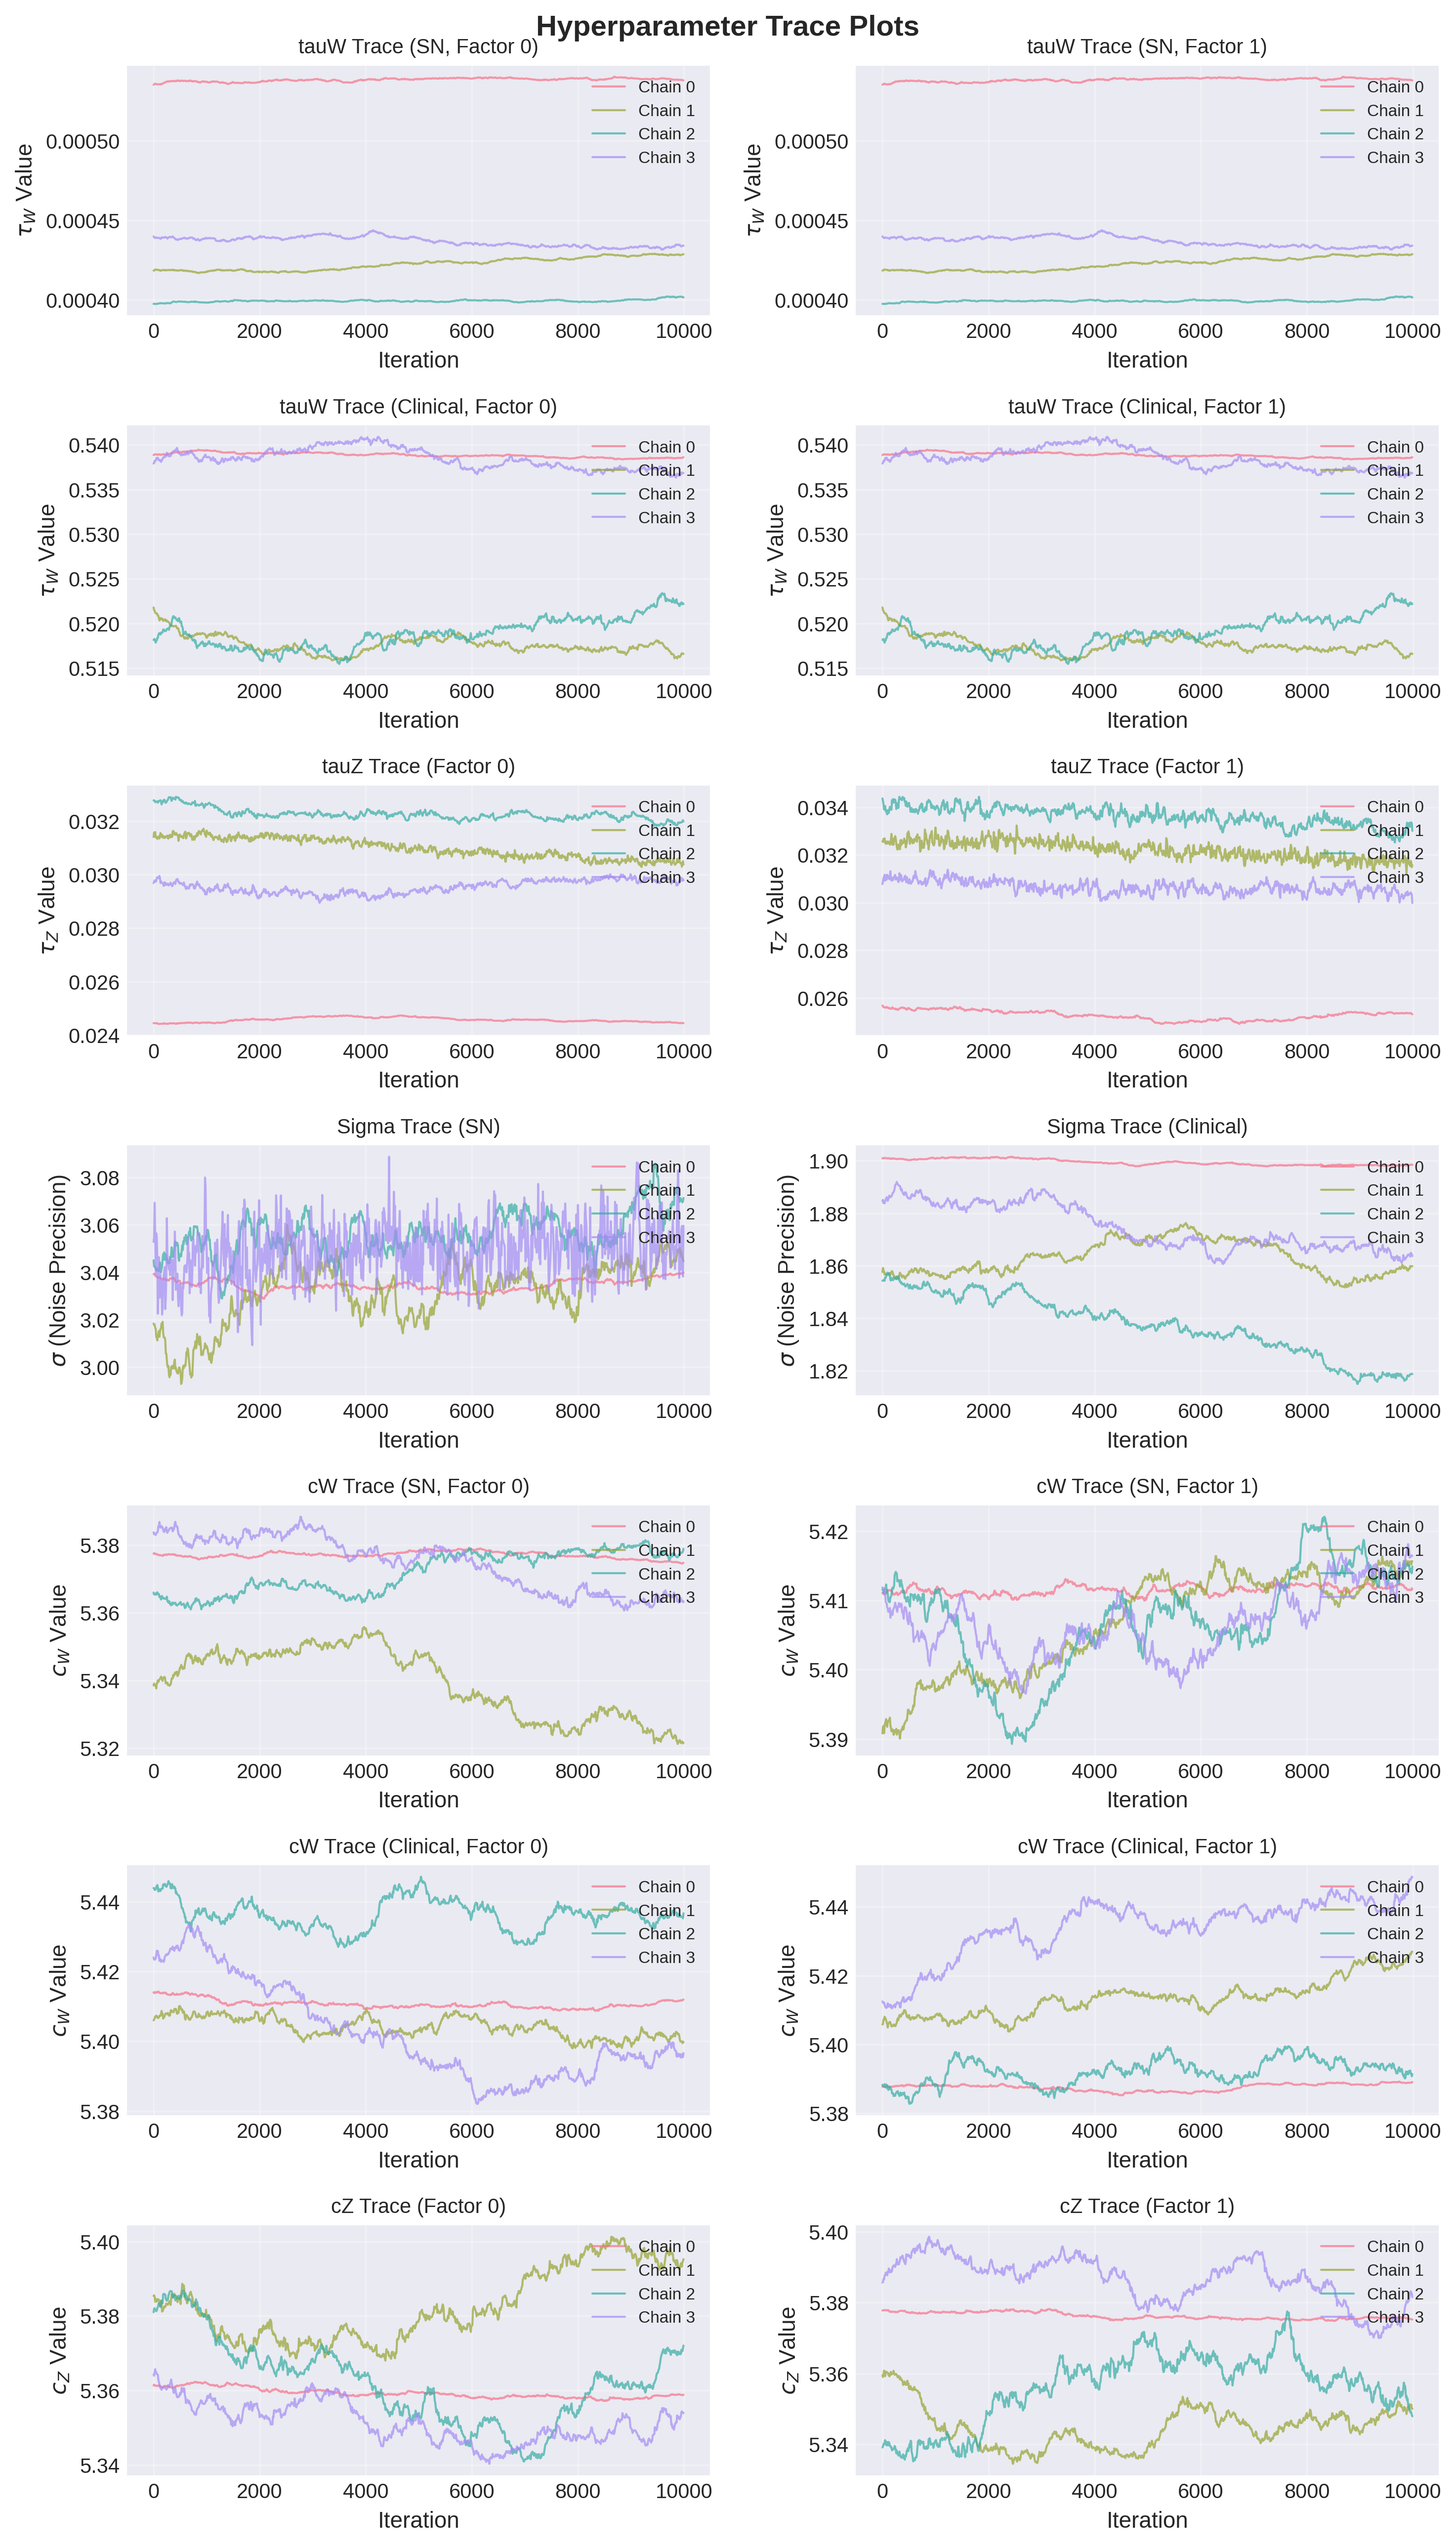 Hyperparameter Trace Plots
tauW Trace (SN, Factor 0)
τW Value
0.00050
0.00045
0.00040
Chain 0
Chain 1
Chain 2
Chain 3
0 2000 4000 6000 8000 10000
Iteration
tauW Trace (SN, Factor 1)
τW Value
0.00050
0.00045
0.00040
Chain 0
Chain 1
Chain 2
Chain 3
0 2000 4000 6000 8000 10000
Iteration
tauW Trace (Clinical, Factor 0)
τW Value
0.540
0.535
0.530
0.525
0.520
0.515
Chain 0
Chain 1
Chain 2
Chain 3
0 2000 4000 6000 8000 10000
Iteration
tauW Trace (Clinical, Factor 1)
τW Value
0.540
0.535
0.530
0.525
0.520
0.515
Chain 0
Chain 1
Chain 2
Chain 3
0 2000 4000 6000 8000 10000
Iteration
tauZ Trace (Factor 0)
τZ Value
0.032
0.030
0.028
0.026
0.024
Chain 0
Chain 1
Chain 2
Chain 3
0 2000 4000 6000 8000 10000
Iteration
tauZ Trace (Factor 1)
τZ Value
0.034
0.032
0.030
0.028
0.026
Chain 0
Chain 1
Chain 2
Chain 3
0 2000 4000 6000 8000 10000
Iteration
Sigma Trace (SN)
σ (Noise Precision)
3.08
3.06
3.04
3.02
3.00
Chain 0
Chain 1
Chain 2
Chain 3
0 2000 4000 6000 8000 10000
Iteration
Sigma Trace (Clinical)
σ (Noise Precision)
1.90
1.88
1.86
1.84
1.82
Chain 0
Chain 1
Chain 2
Chain 3
0 2000 4000 6000 8000 10000
Iteration
cW Trace (SN, Factor 0)
cW Value
5.38
5.36
5.34
5.32
Chain 0
Chain 1
Chain 2
Chain 3
0 2000 4000 6000 8000 10000
Iteration
cW Trace (SN, Factor 1)
cW Value
5.42
5.41
5.40
5.39
Chain 0
Chain 1
Chain 2
Chain 3
0 2000 4000 6000 8000 10000
Iteration
cW Trace (Clinical, Factor 0)
cW Value
5.44
5.42
5.40
5.38
Chain 0
Chain 1
Chain 2
Chain 3
0 2000 4000 6000 8000 10000
Iteration
cW Trace (Clinical, Factor 1)
cW Value
5.44
5.42
5.40
5.38
Chain 0
Chain 1
Chain 2
Chain 3
0 2000 4000 6000 8000 10000
Iteration
cZ Trace (Factor 0)
cZ Value
5.40
5.38
5.36
5.34
Chain 0
Chain 1
Chain 2
Chain 3
0 2000 4000 6000 8000 10000
Iteration
cZ Trace (Factor 1)
cZ Value
5.40
5.38
5.36
5.34
Chain 0
Chain 1
Chain 2
Chain 3
0 2000 4000 6000 8000 10000
Iteration